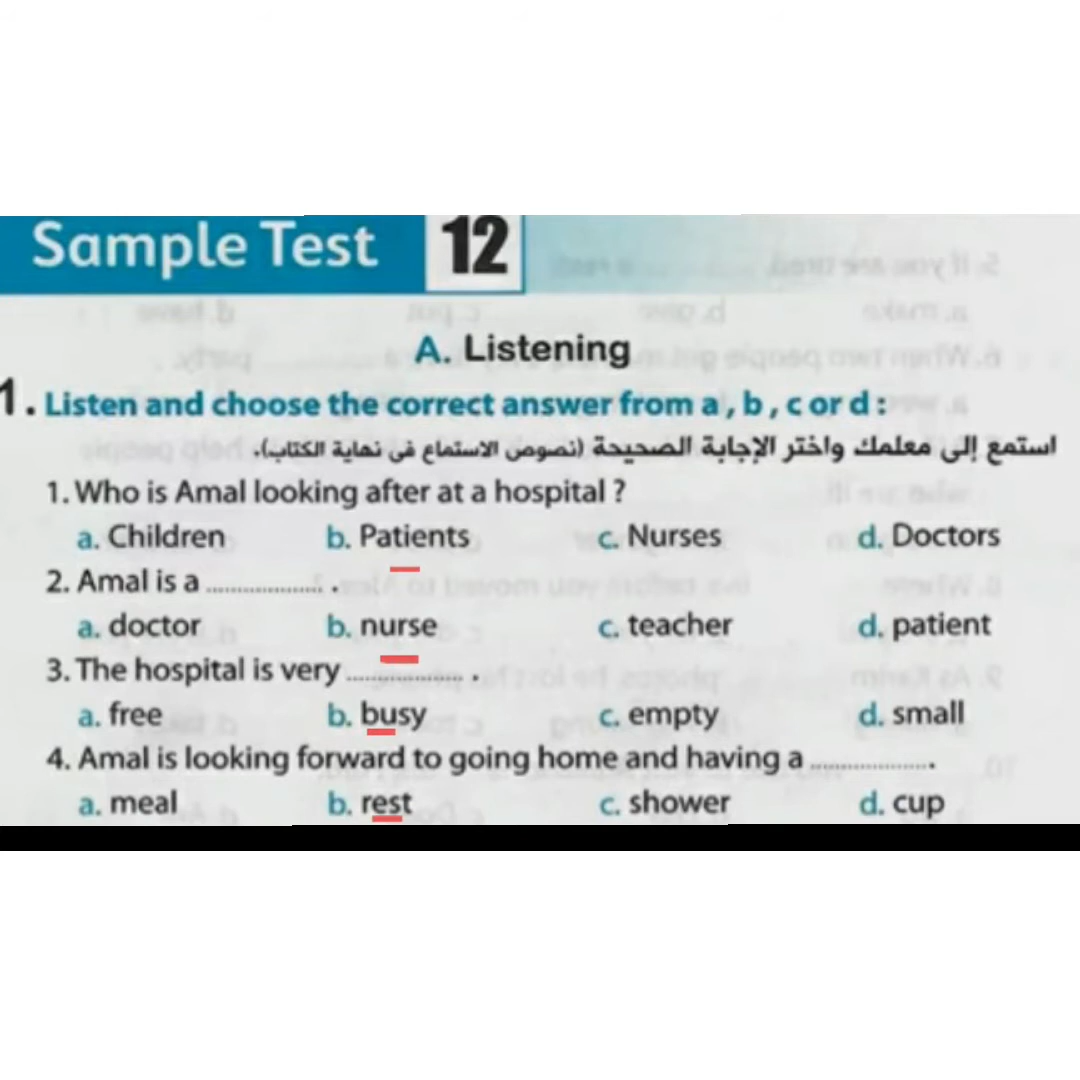 Sample Test 12
A. Listening
1. Listen and choose the correct answer from a , b , c or d :
استمع إلى معلمك واختر الإجابة الصحيحة (نصوص الاستماع فى نهاية الكتاب).
1. Who is Amal looking after at a hospital ?
a. Children b. Patients c. Nurses d. Doctors
2. Amal is a .................... .
a. doctor b. nurse c. teacher d. patient
3. The hospital is very .................... .
a. free b. busy c. empty d. small
4. Amal is looking forward to going home and having a .................... .
a. meal b. rest c. shower d. cup